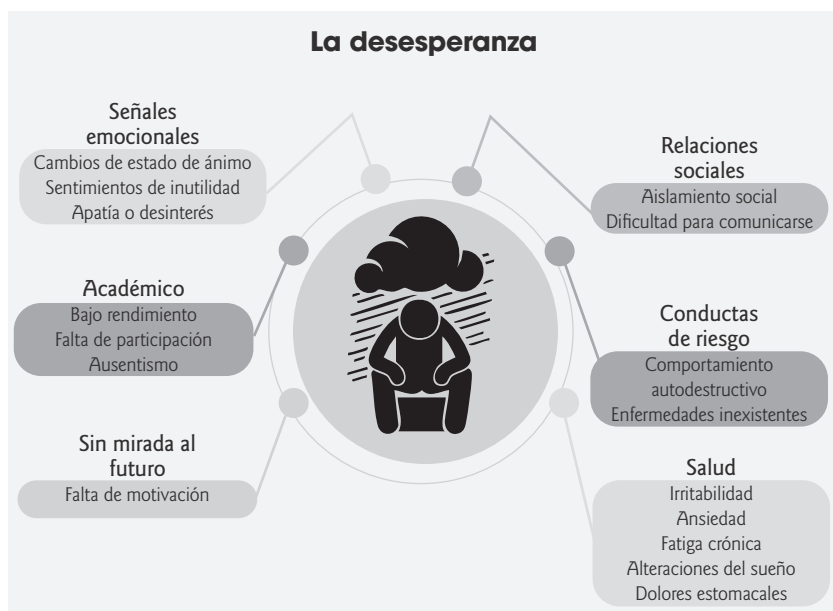 La desesperanza
Señales
emocionales
Cambios de estado de ánimo
Sentimientos de inutilidad
Apatía o desinterés
Académico
Bajo rendimiento
Falta de participación
Ausentismo
Sin mirada al
futuro
Falta de motivación
Relaciones
sociales
Aislamiento social
Dificultad para comunicarse
Conductas
de riesgo
Comportamiento
autodestructivo
Enfermedades inexistentes
Salud
Irritabilidad
Ansiedad
Fatiga crónica
Alteraciones del sueño
Dolores estomacales